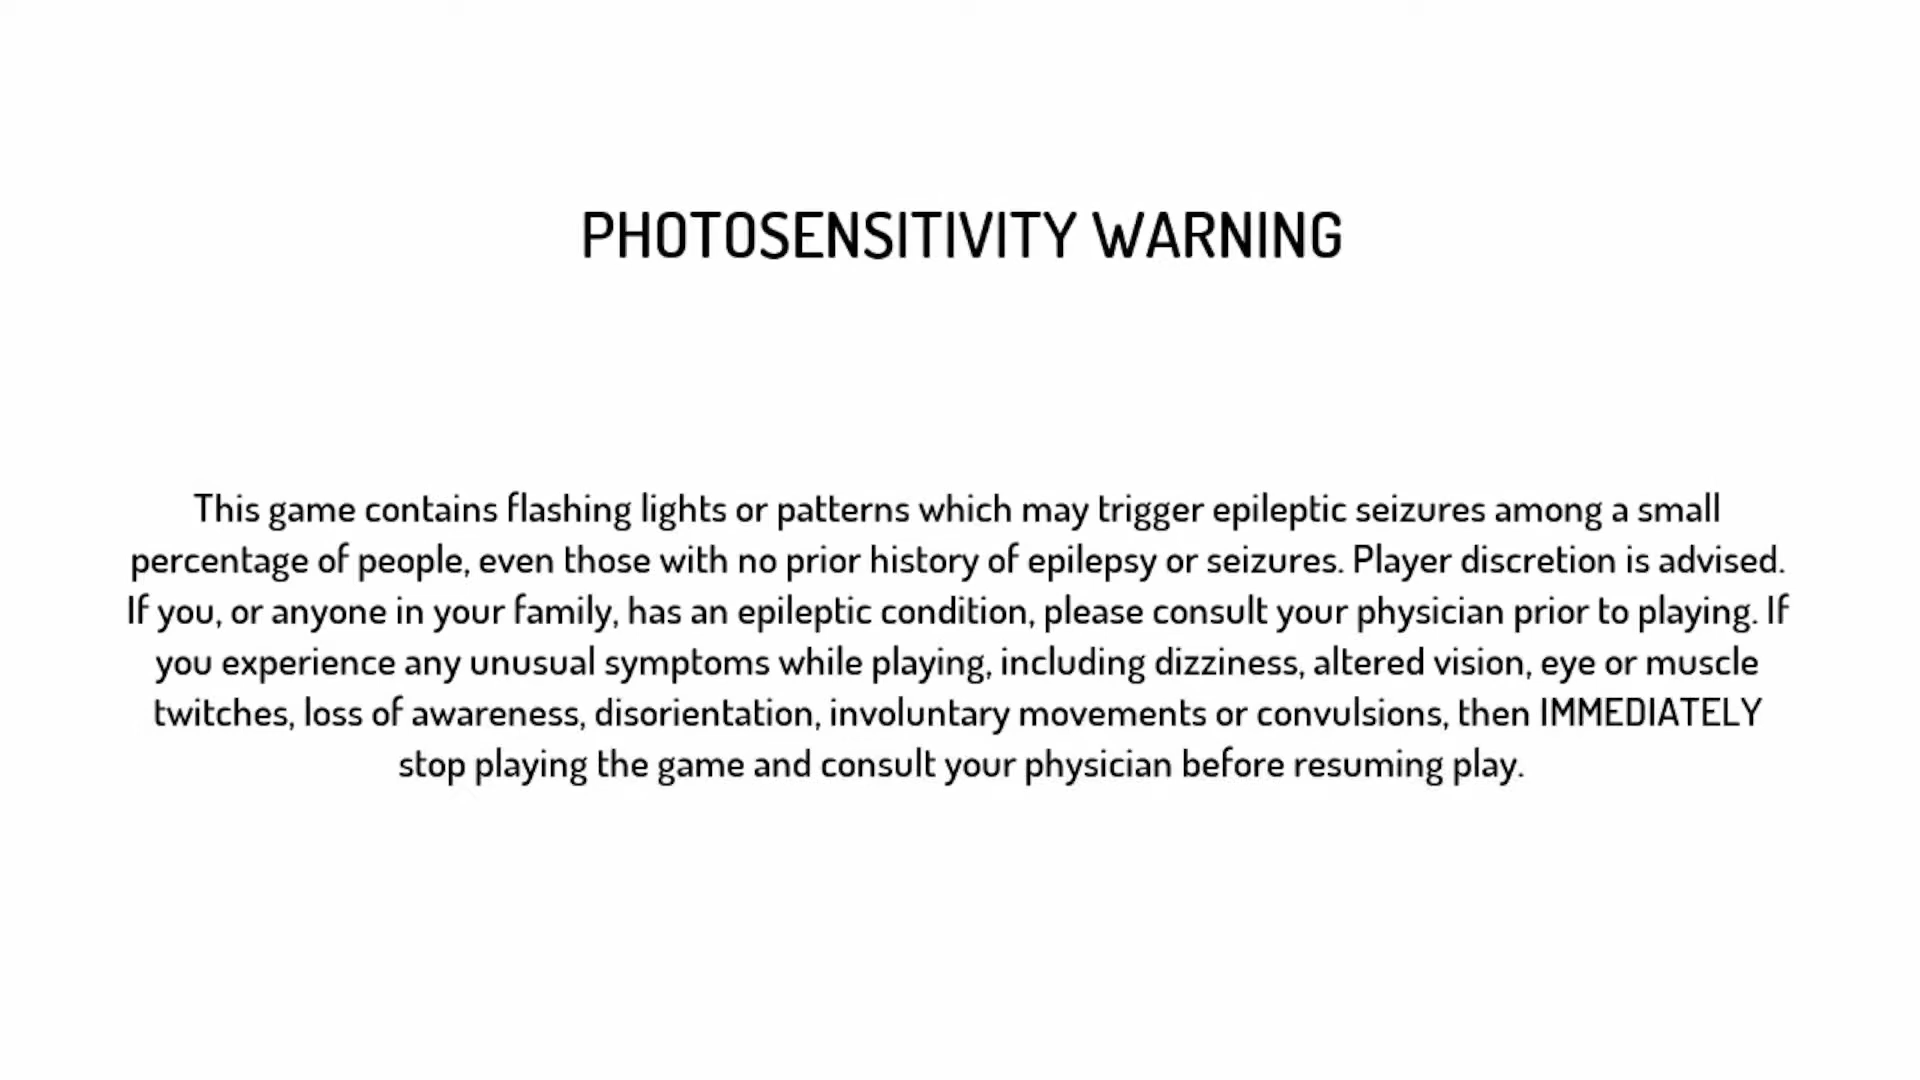 PHOTOSENSITIVITY WARNING
This game contains flashing lights or patterns which may trigger epileptic seizures among a small
percentage of people, even those with no prior history of epilepsy or seizures. Player discretion is advised.
If you, or anyone in your family, has an epileptic condition, please consult your physician prior to playing. If
you experience any unusual symptoms while playing, including dizziness, altered vision, eye or muscle
twitches, loss of awareness, disorientation, involuntary movements or convulsions, then IMMEDIATELY
stop playing the game and consult your physician before resuming play.